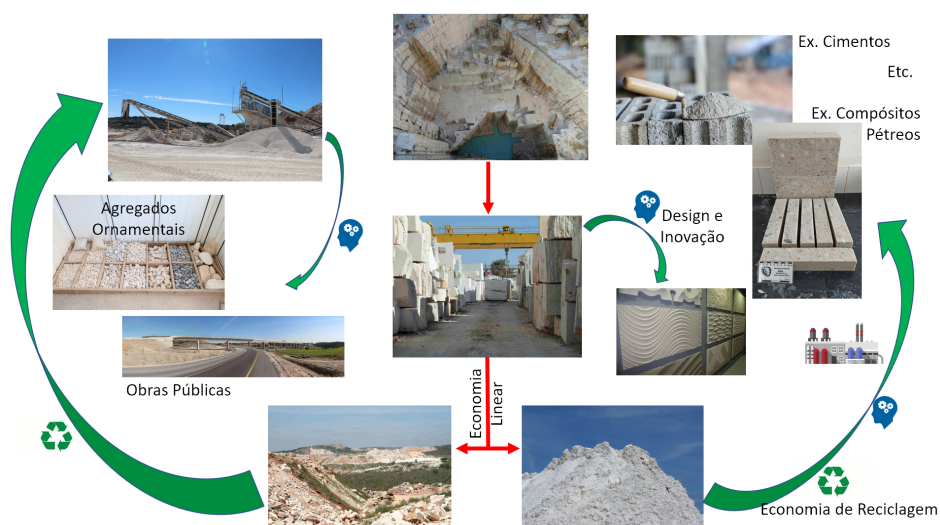 Ex. Cimentos
Etc.
Ex. Compósitos
Pétreos
Agregados
Ornamentais
Design e
Inovação
Obras Públicas
Economia
Linear
Economia de Reciclagem